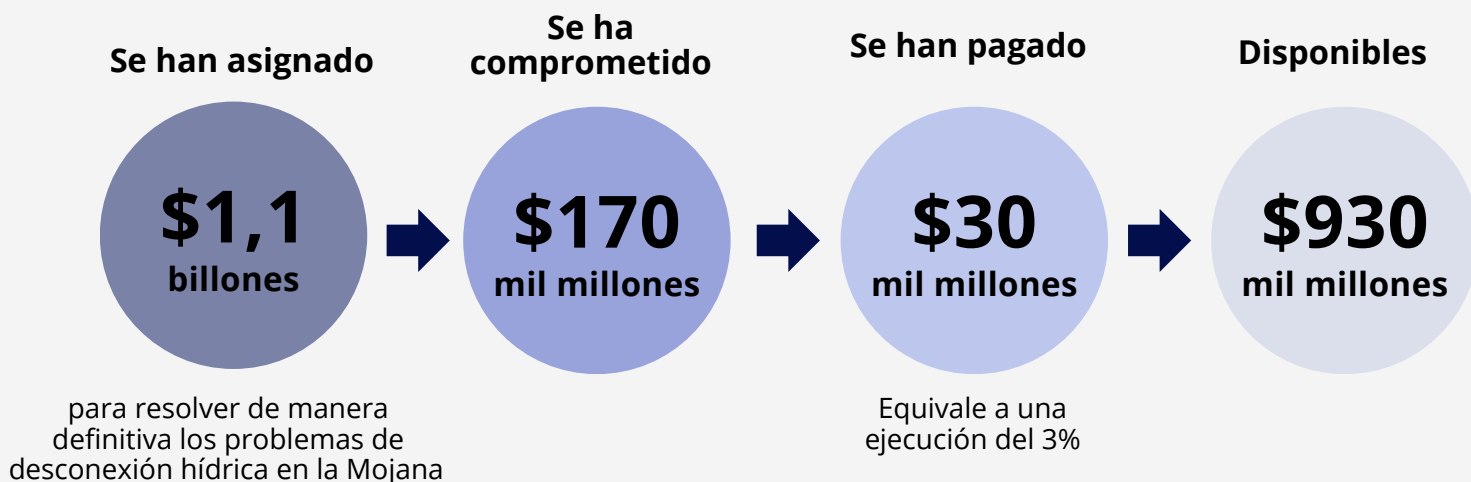 Se han asignado
$1,1
billones
para resolver de manera
definitiva los problemas de
desconexión hídrica en la Mojana
Se ha
comprometido
$170
mil millones
Se han pagado
$30
mil millones
Equivale a una
ejecución del 3%
Disponibles
$930
mil millones